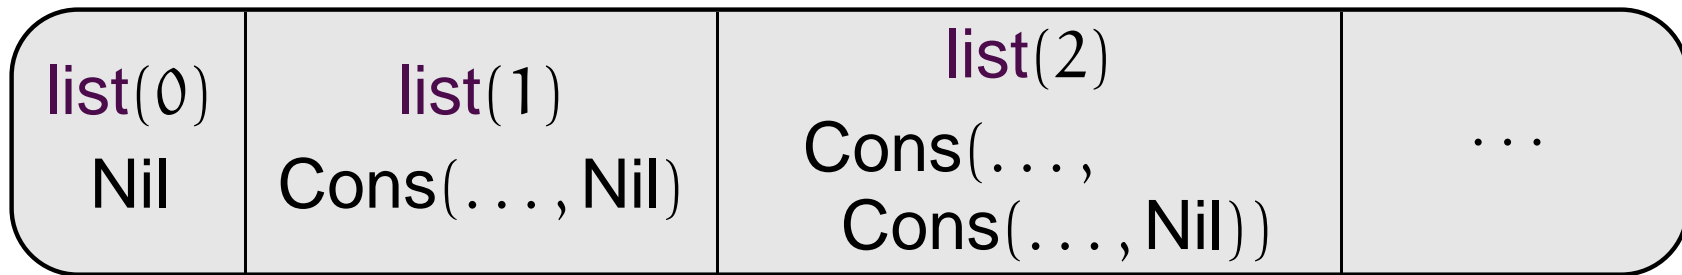 list(0)
Nil
list(1)
Cons(..., Nil)
list(2)
Cons(...,
Cons(..., Nil))
...